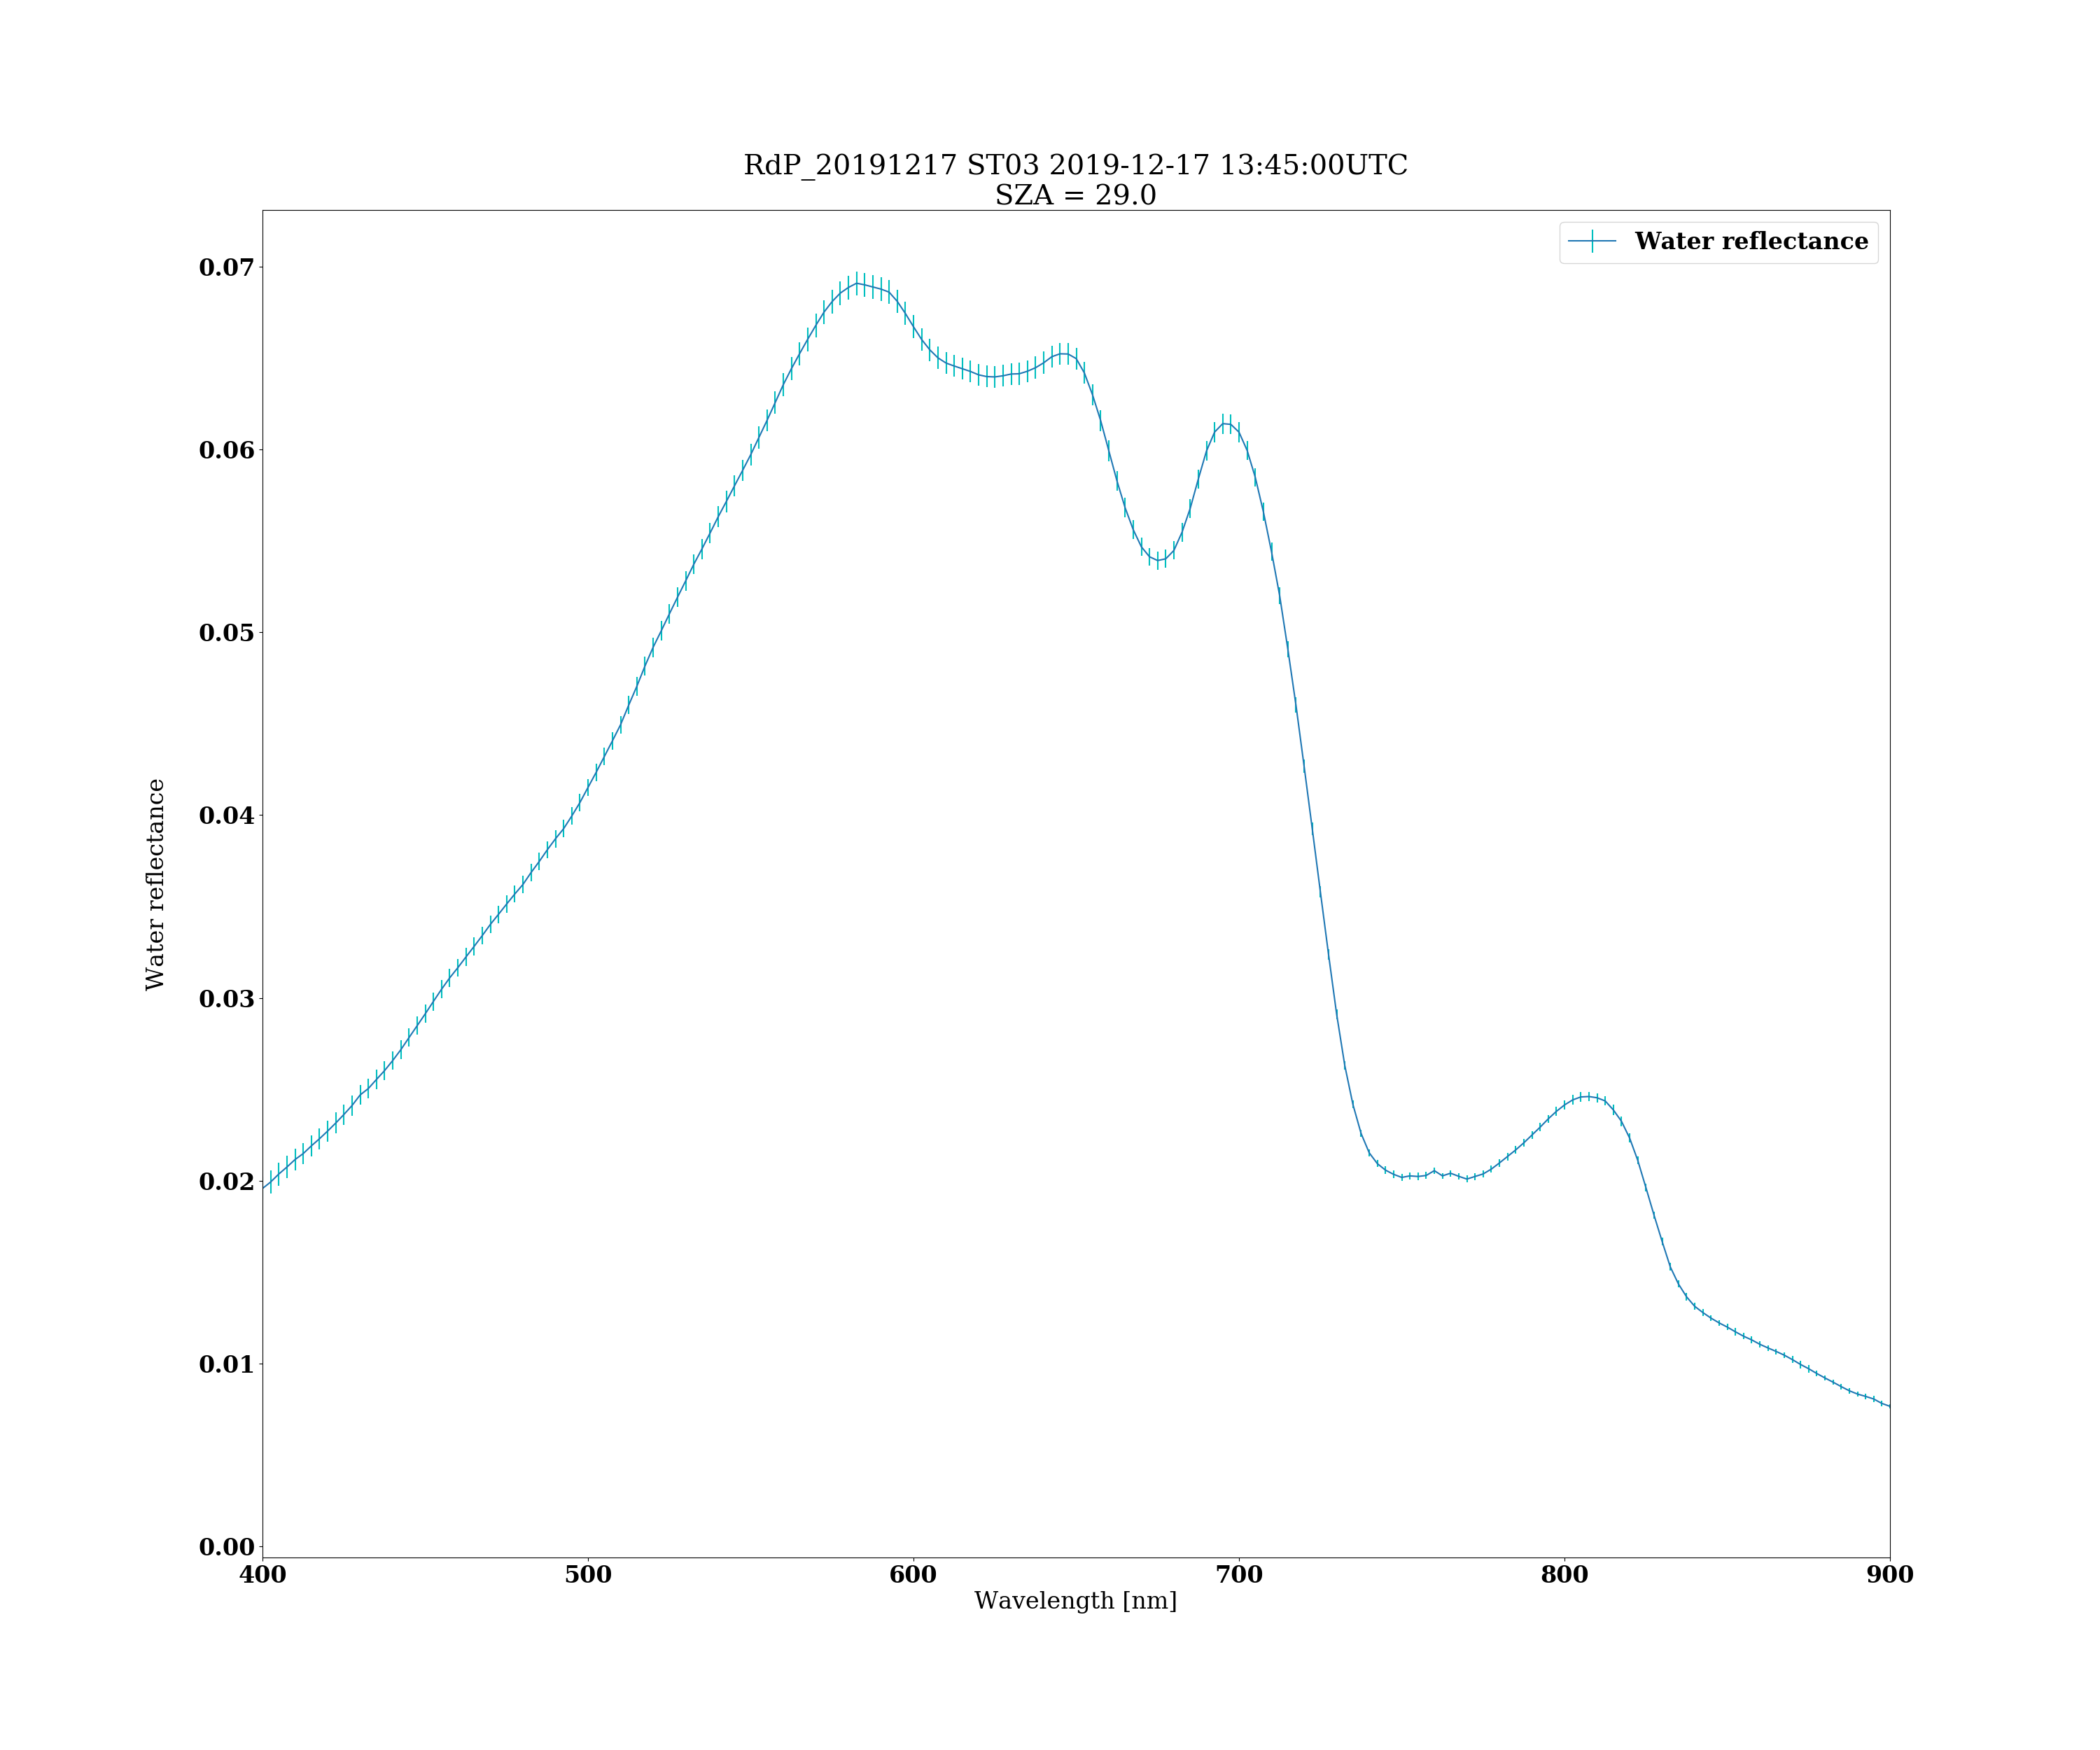 RdP_20191217 ST03 2019-12-17 13:45:00UTC
SZA = 29.0
Water reflectance
0.07
0.06
0.05
0.04
0.03
0.02
0.01
0.00
Water reflectance
400 500 600 700 800 900
Wavelength [nm]